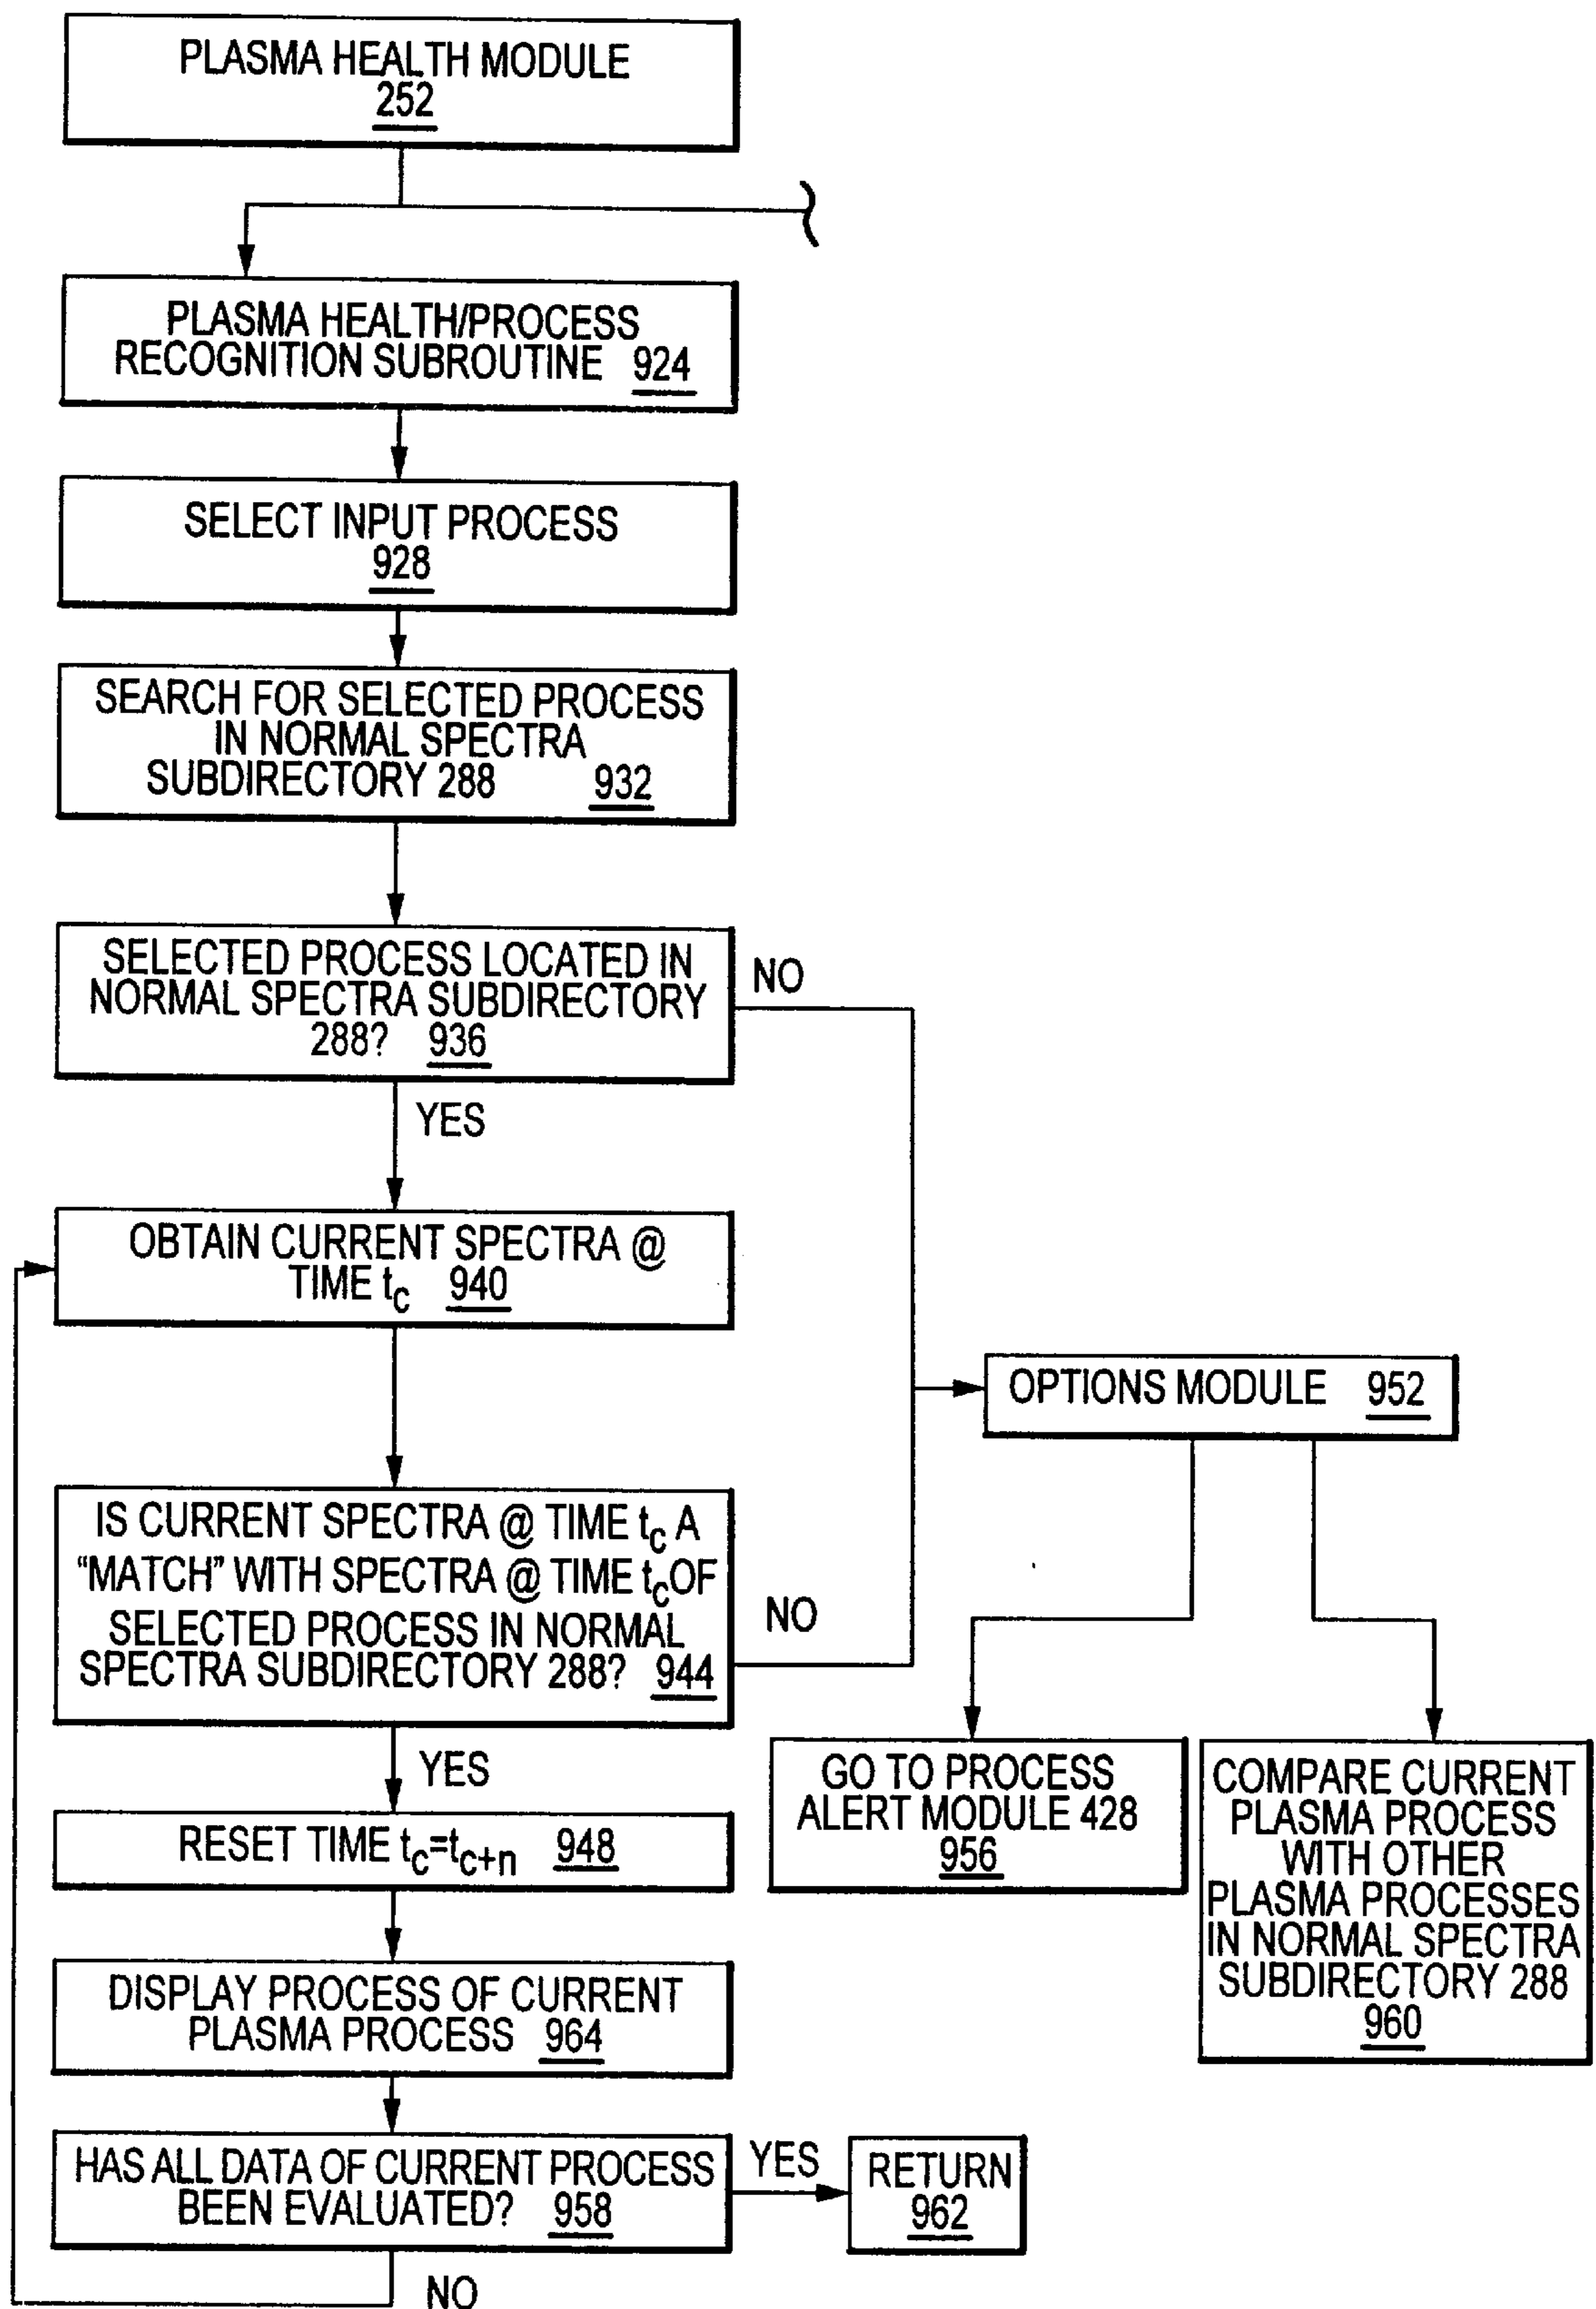 PLASMA HEALTH MODULE
252
PLASMA HEALTH/PROCESS
RECOGNITION SUBROUTINE 924
SELECT INPUT PROCESS
928
SEARCH FOR SELECTED PROCESS
IN NORMAL SPECTRA
SUBDIRECTORY 288 932
SELECTED PROCESS LOCATED IN
NORMAL SPECTRA SUBDIRECTORY
288? 936
NO
YES
OBTAIN CURRENT SPECTRA @
TIME tc 940
OPTIONS MODULE 952
IS CURRENT SPECTRA @ TIME tc A
“MATCH” WITH SPECTRA @ TIME tc OF
SELECTED PROCESS IN NORMAL
SPECTRA SUBDIRECTORY 288? 944
NO
YES
GO TO PROCESS
ALERT MODULE 428
956
COMPARE CURRENT
PLASMA PROCESS
WITH OTHER
PLASMA PROCESSES
IN NORMAL SPECTRA
SUBDIRECTORY 288
960
RESET TIME tc=tc+n 948
DISPLAY PROCESS OF CURRENT
PLASMA PROCESS 964
HAS ALL DATA OF CURRENT PROCESS
BEEN EVALUATED? 958
YES
RETURN
962
NO